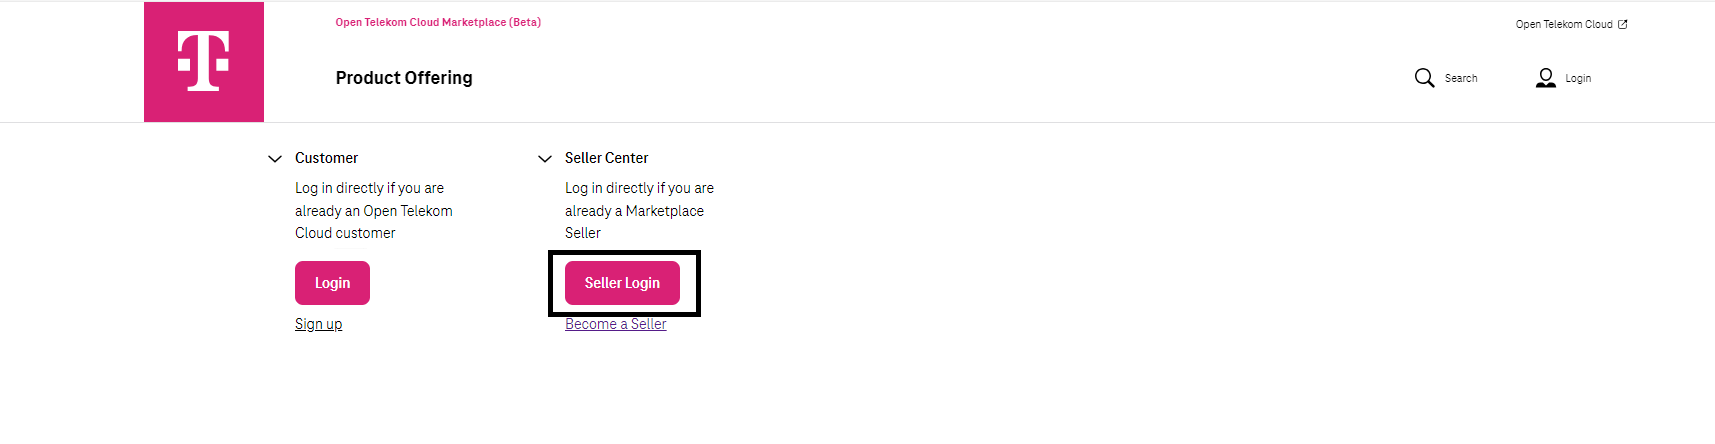 Open Telekom Cloud Marketplace (Beta)
Open Telekom Cloud
T
Product Offering
Search
Login
Customer
Log in directly if you are
already an Open Telekom
Cloud customer
Login
Sign up
Seller Center
Log in directly if you are
already a Marketplace
Seller
Seller Login
Become a Seller